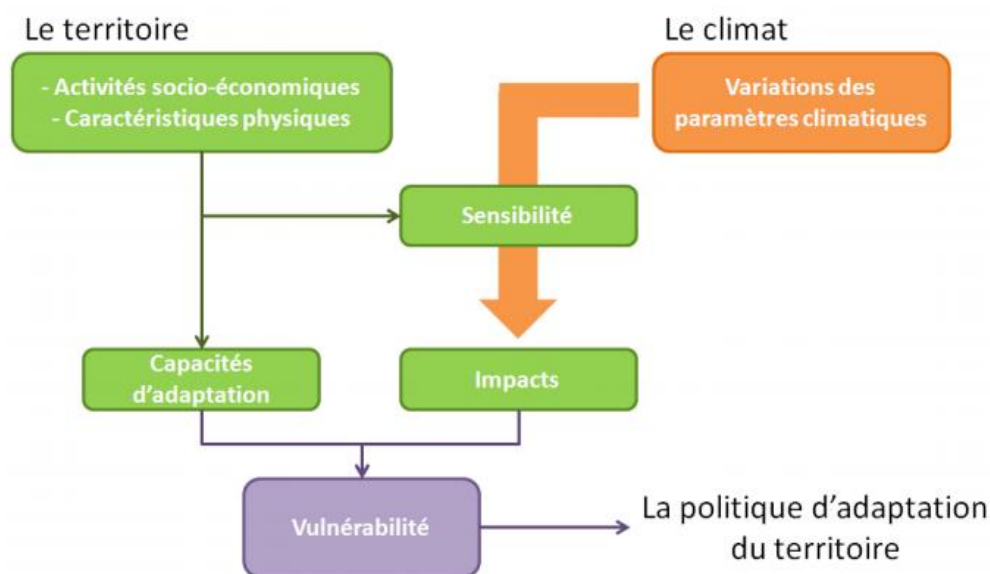 Le territoire
Le climat
- Activités socio-économiques
- Caractéristiques physiques
Variations des
paramètres climatiques
Sensibilité
Capacités
d'adaptation
Impacts
Vulnérabilité
La politique d'adaptation
du territoire